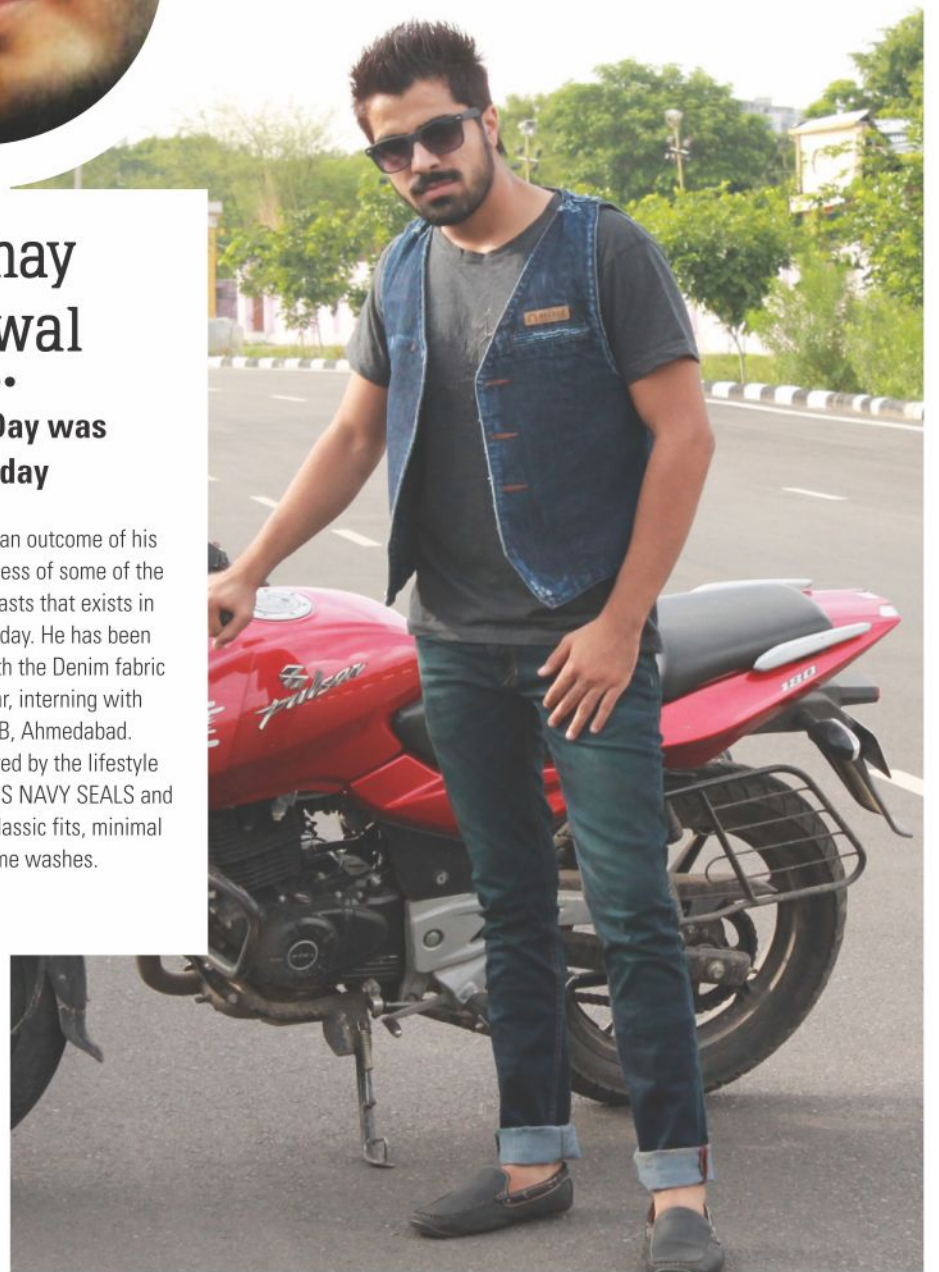 nay
wal
Day was
day
an outcome of his
ess of some of the
asts that exists in
day. He has been
th the Denim fabric
ar, interning with
B, Ahmedabad.
ed by the lifestyle
S NAVY SEALS and
lassic fits, minimal
me washes.
Pulsar
180